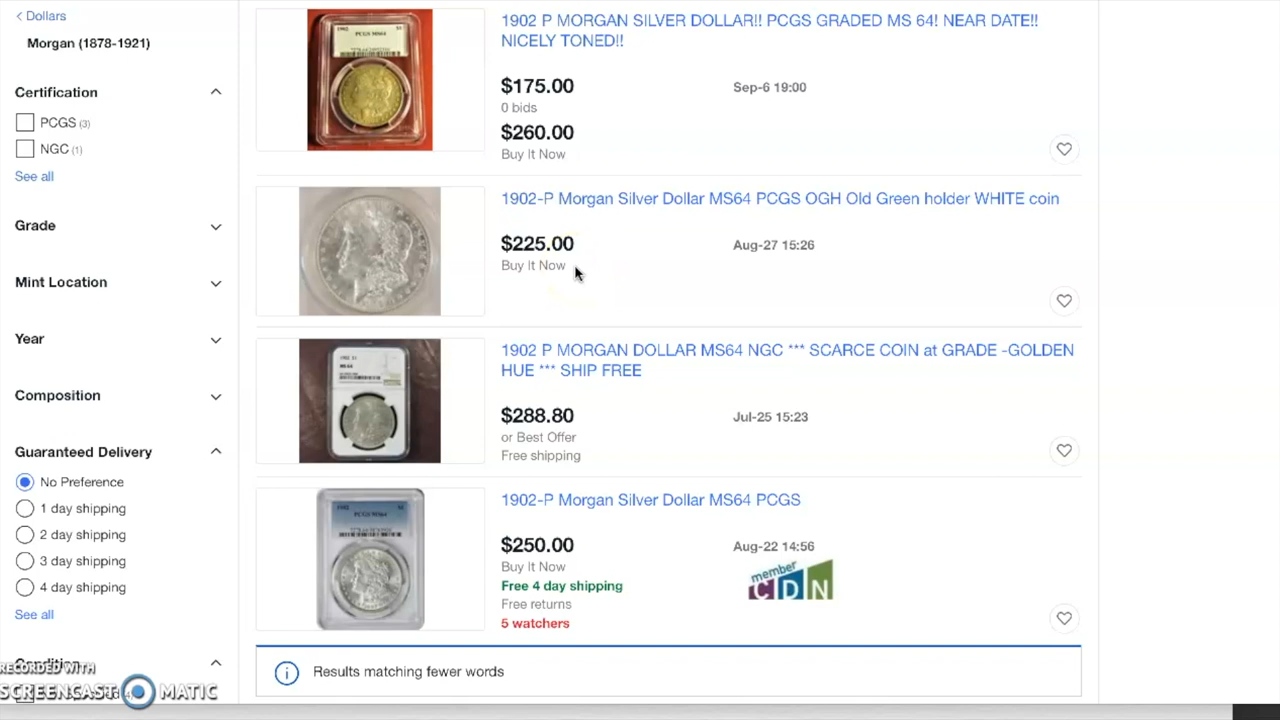 Dollars
Morgan (1878-1921)
Certification
PCGS (3)
NGC (1)
See all
Grade
Mint Location
Year
Composition
Guaranteed Delivery
No Preference
1 day shipping
2 day shipping
3 day shipping
4 day shipping
See all
Condition
RECORDED WITH
SCREENCAST MATIC
1902 P MORGAN SILVER DOLLAR!! PCGS GRADED MS 64! NEAR DATE!!
NICELY TONED!!
$175.00
Sep-6 19:00
0 bids
$260.00
Buy It Now
PCGS MS64
1902-P Morgan Silver Dollar MS64 PCGS OGH Old Green holder WHITE coin
$225.00
Aug-27 15:26
Buy It Now
1902 P MORGAN DOLLAR MS64 NGC *** SCARCE COIN at GRADE -GOLDEN
HUE *** SHIP FREE
$288.80
Jul-25 15:23
or Best Offer
Free shipping
MS 64
1902-P Morgan Silver Dollar MS64 PCGS
$250.00
Aug-22 14:56
Buy It Now
Free 4 day shipping
Free returns
5 watchers
member
CDN
PCGS MS64
Results matching fewer words